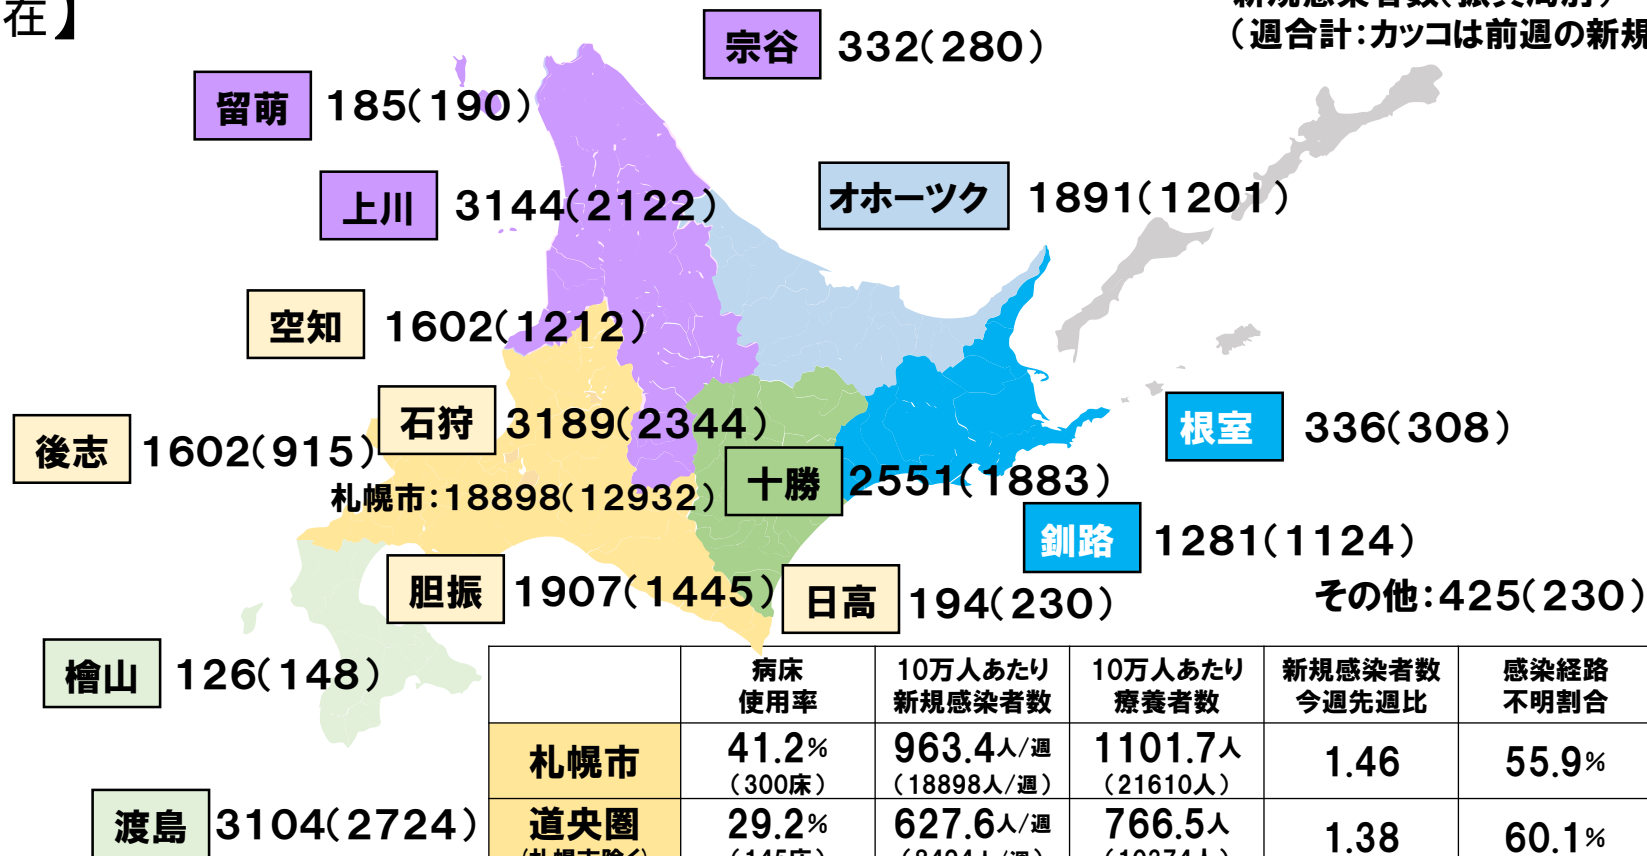 在】
（週合計：カッコは前週の新規
宗谷 332(280)
留萌 185(190)
上川 3144(2122)
オホーツク 1891(1201)
空知 1602(1212)
石狩 3189(2344)
後志 1602(915)
札幌市：18898(12932)
十勝 2551(1883)
根室 336(308)
釧路 1281(1124)
胆振 1907(1445)
日高 194(230)
その他：425(230)
檜山 126(148)
渡島 3104(2724)
病床 10万人あたり 10万人あたり 新規感染者数 感染経路
使用率 新規感染者数 療養者数 今週先週比 不明割合
札幌市 41.2% 963.4人/週 1101.7人 1.46 55.9%
（300床） （18898人/週） （21610人）
道央圏 29.2% 627.6人/週 766.5人 1.38 60.1%